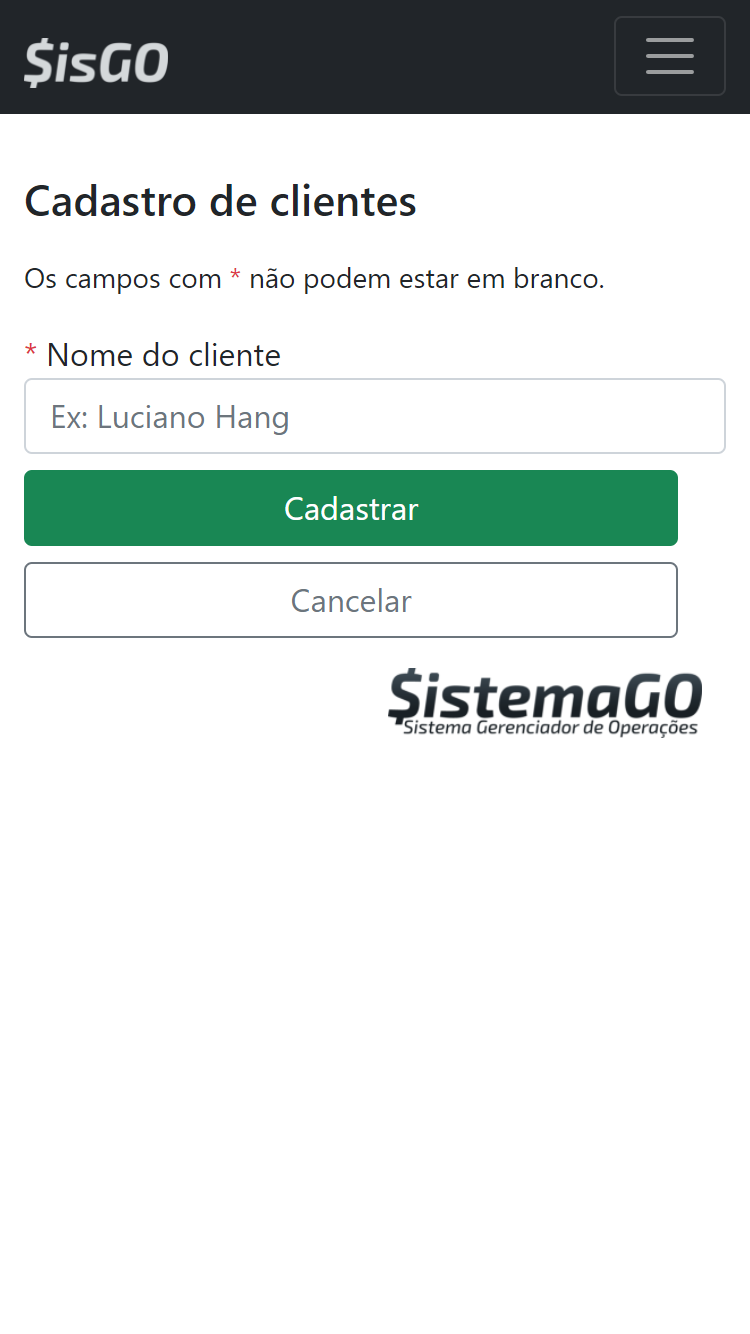 $isGO
Cadastro de clientes
Os campos com * não podem estar em branco.
* Nome do cliente
Ex: Luciano Hang
Cadastrar
Cancelar
$istemaGO
Sistema Gerenciador de Operações